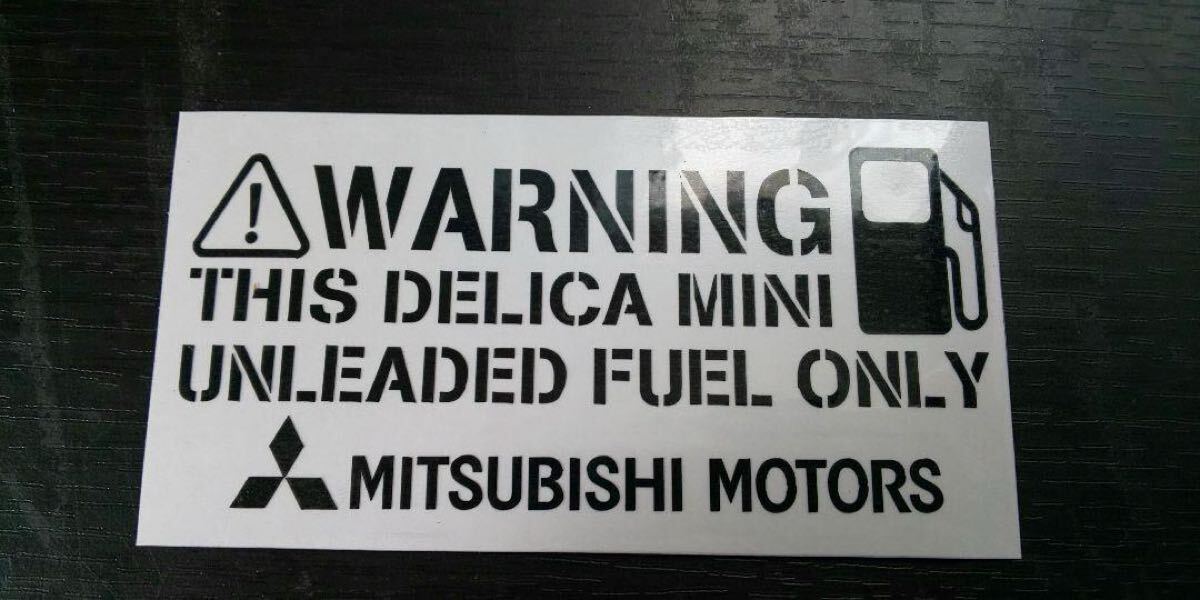 WARNING
THIS DELICA MINI
UNLEADED FUEL ONLY
MITSUBISHI MOTORS